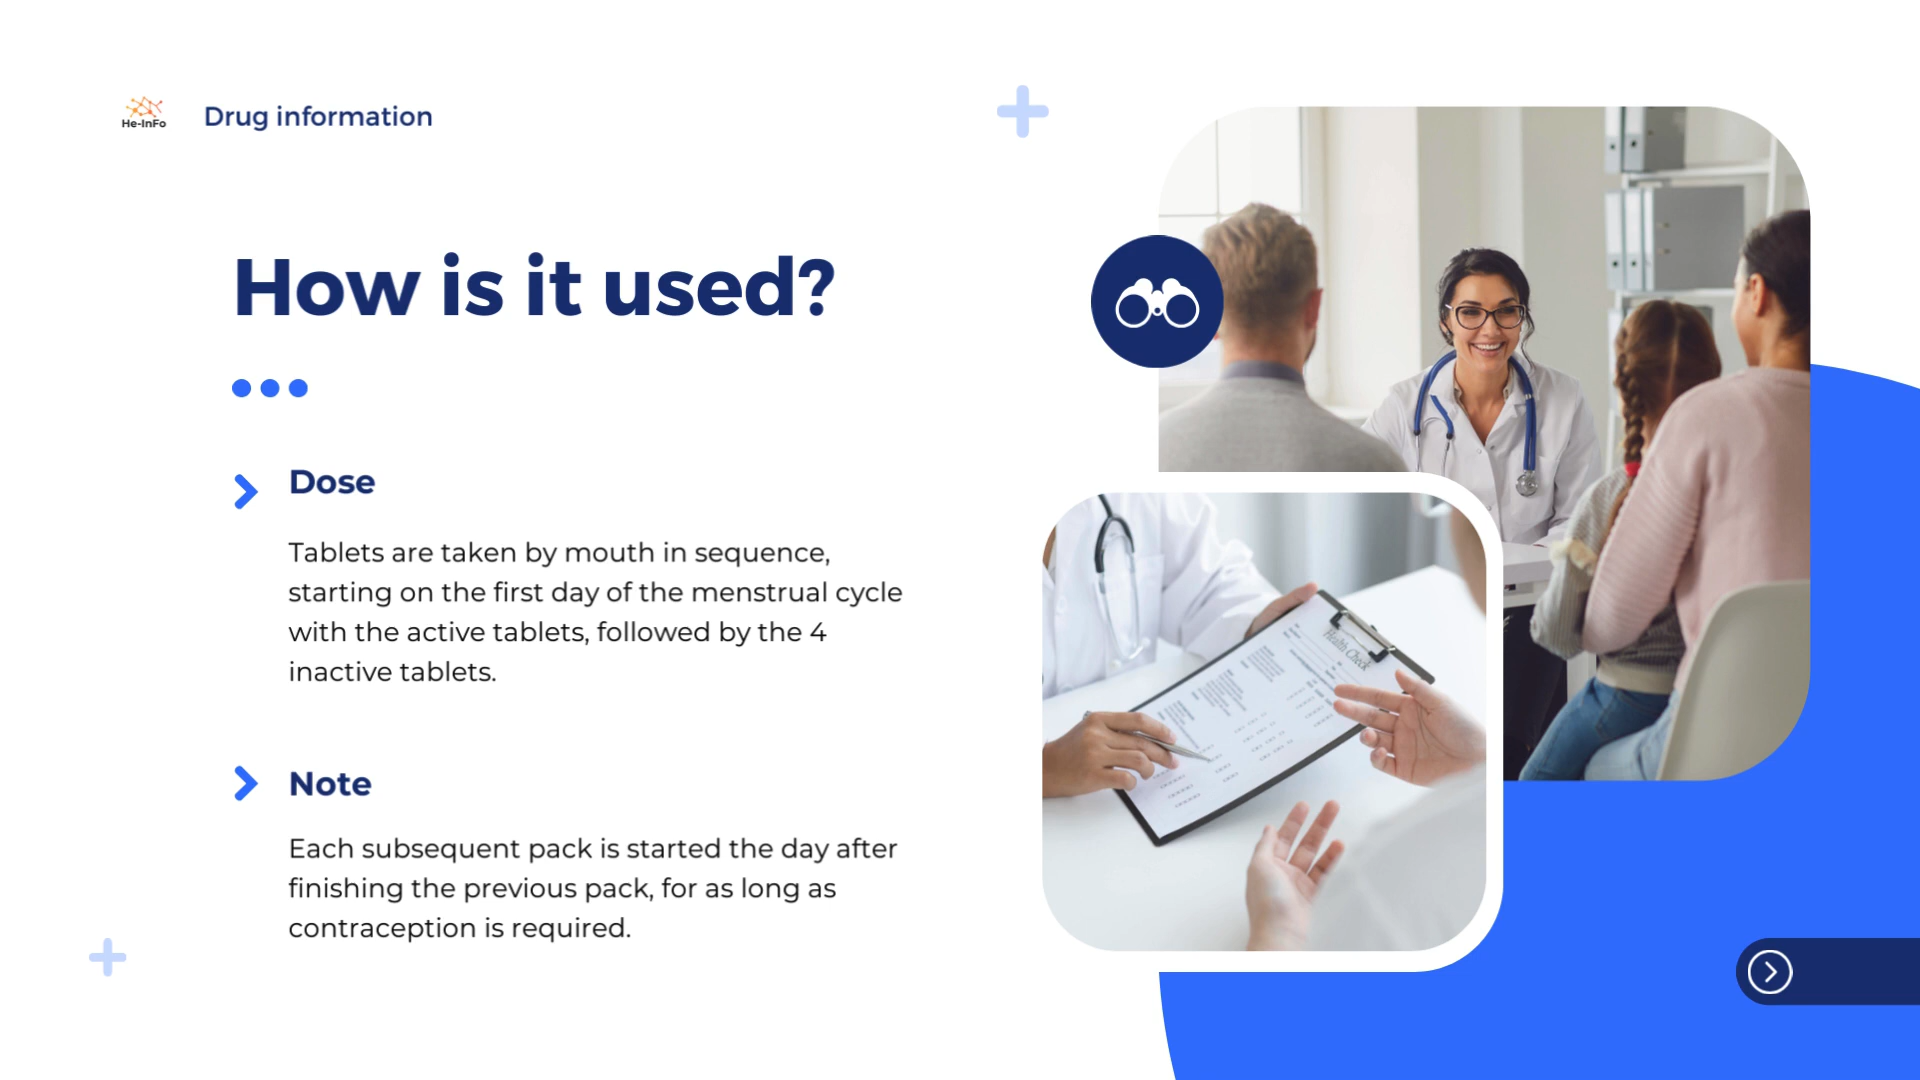 He-InFo
Drug information
How is it used?
Dose
Tablets are taken by mouth in sequence,
starting on the first day of the menstrual cycle
with the active tablets, followed by the 4
inactive tablets.
Note
Each subsequent pack is started the day after
finishing the previous pack, for as long as
contraception is required.
Health Check